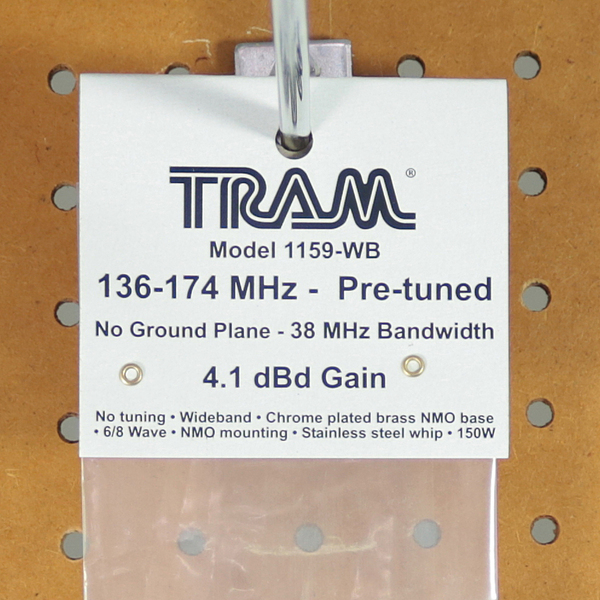 TRAM®
Model 1159-WB
136-174 MHz - Pre-tuned
No Ground Plane - 38 MHz Bandwidth
4.1 dBd Gain
No tuning • Wideband • Chrome plated brass NMO base
• 6/8 Wave • NMO mounting • Stainless steel whip • 150W